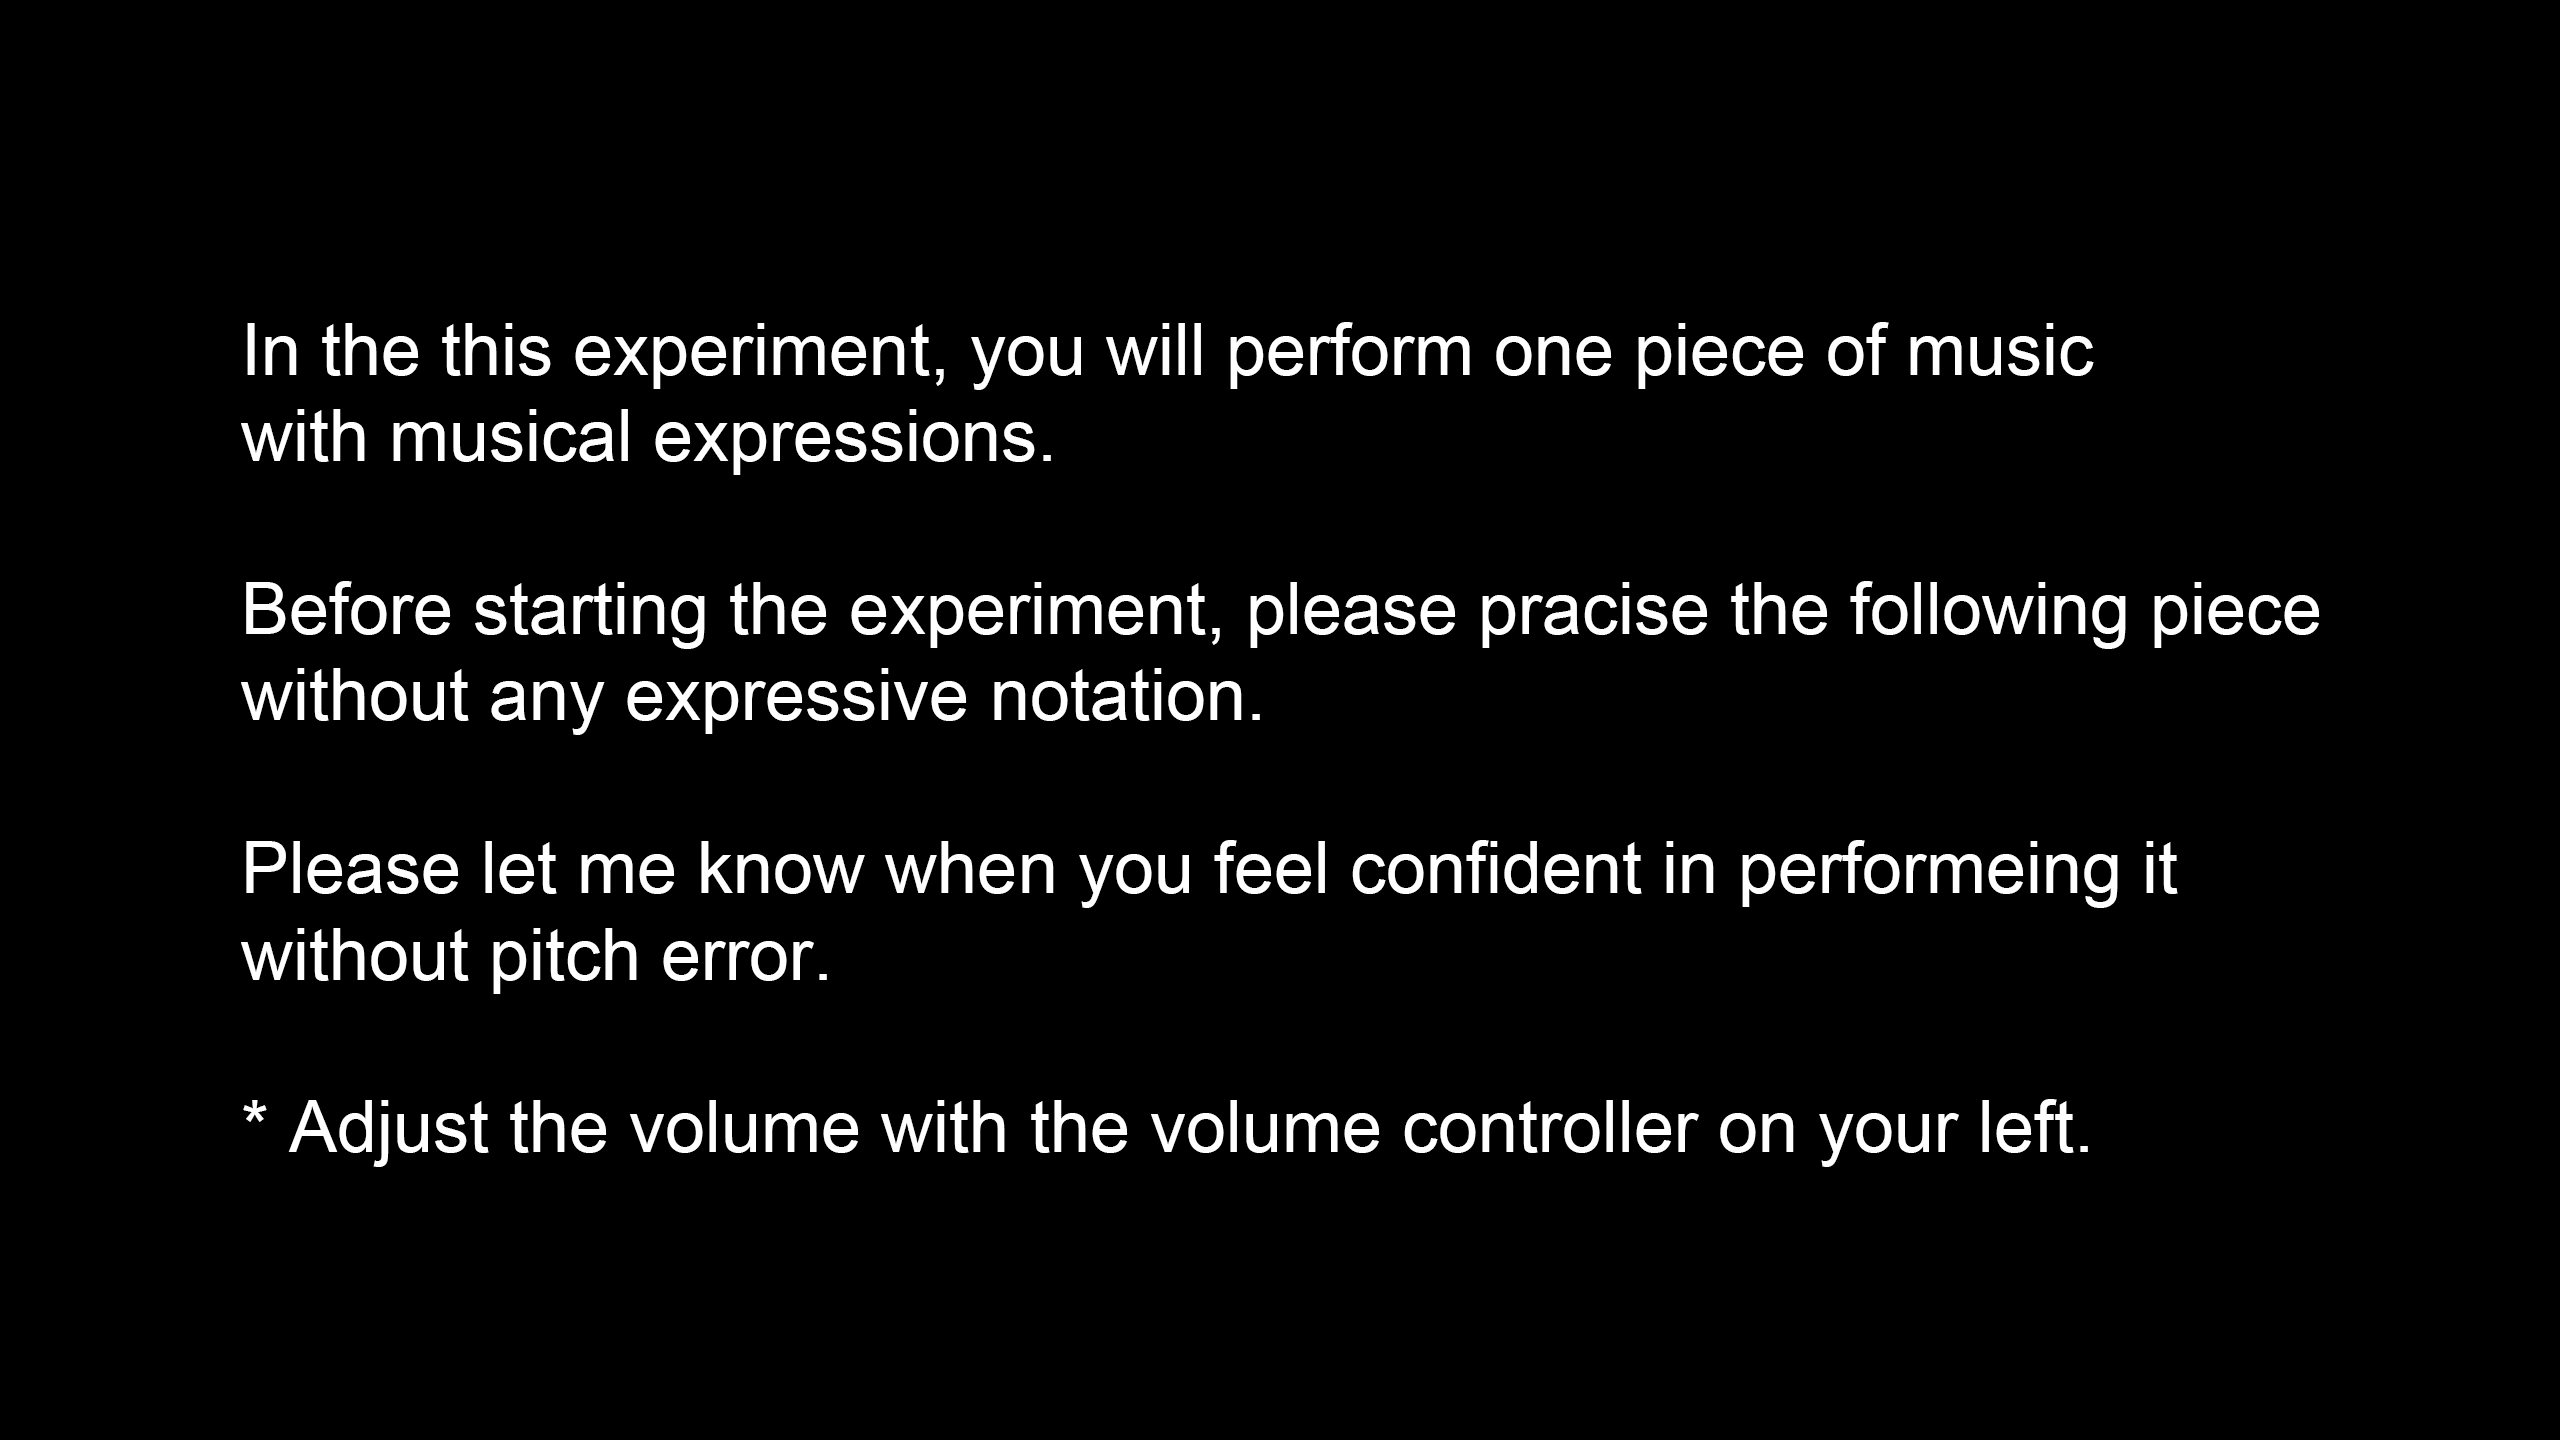 In the this experiment, you will perform one piece of music
with musical expressions.
Before starting the experiment, please pracise the following piece
without any expressive notation.
Please let me know when you feel confident in performeing it
without pitch error.
* Adjust the volume with the volume controller on your left.